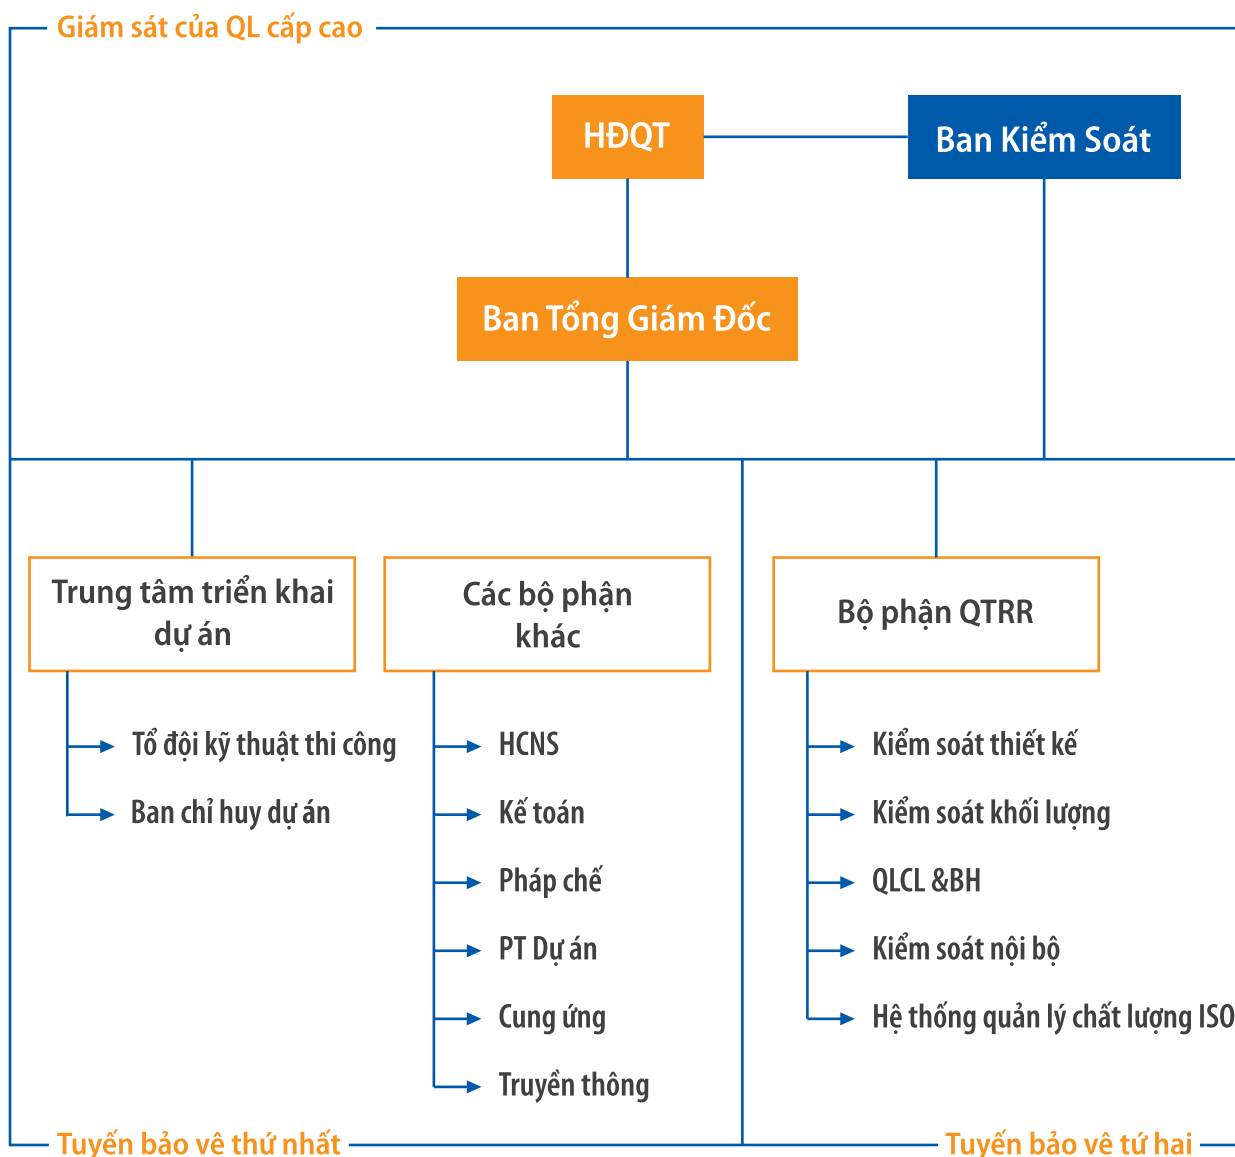 Giám sát của QL cấp cao
HĐQT
Ban Kiểm Soát
Ban Tổng Giám Đốc
Trung tâm triển khai
dự án
Các bộ phận
khác
Bộ phận QTRR
Tổ đội kỹ thuật thi công
Ban chỉ huy dự án
HCNS
Kế toán
Pháp chế
PT Dự án
Cung ứng
Truyền thông
Kiểm soát thiết kế
Kiểm soát khối lượng
QLCL &BH
Kiểm soát nội bộ
Hệ thống quản lý chất lượng ISO
Tuyến bảo vê thứ nhất
Tuyến bảo vê tứ hai